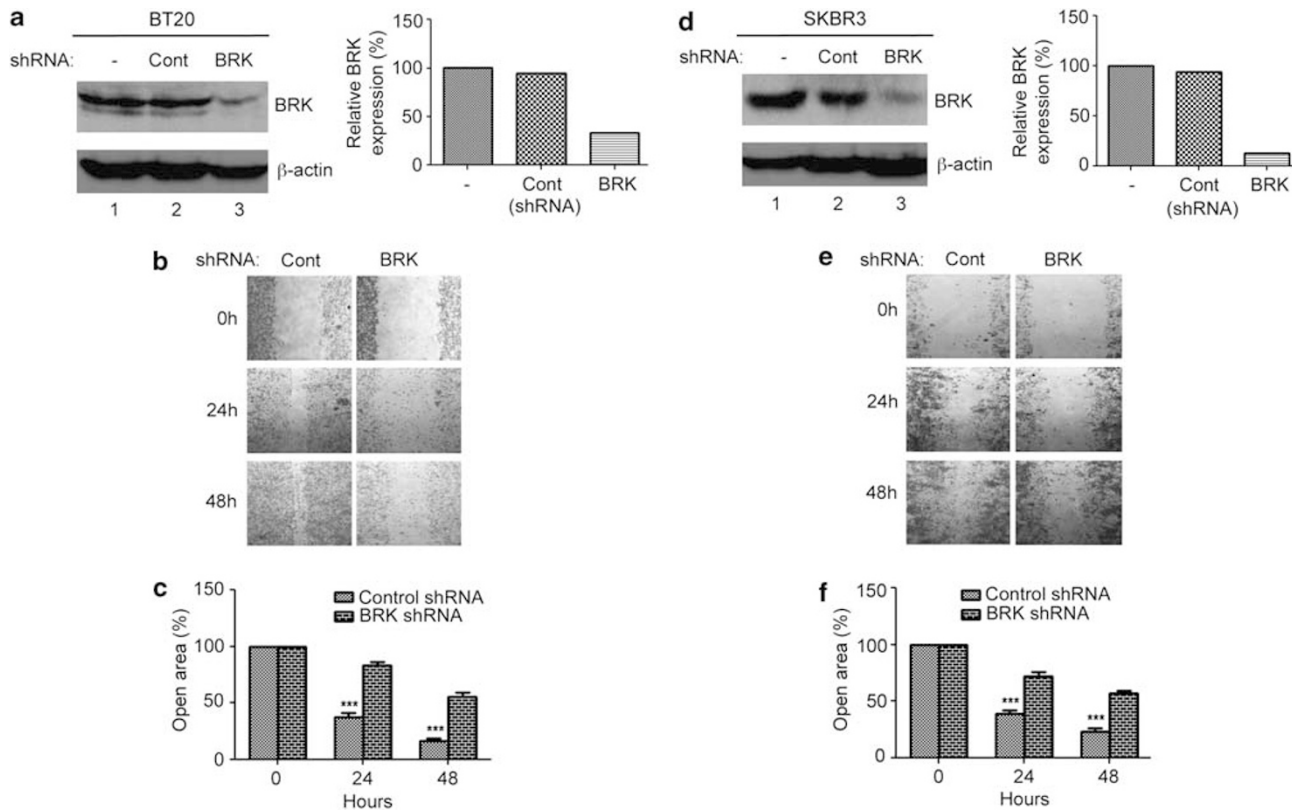 a
BT20
shRNA: - Cont BRK
BRK
β-actin
1 2 3
Relative BRK
expression (%)
150
100
50
0
- Cont BRK
(shRNA)
d
SKBR3
shRNA: - Cont BRK
BRK
β-actin
1 2 3
Relative BRK
expression (%)
150
100
50
0
- Cont BRK
(shRNA)
b
shRNA: Cont BRK
0h
24h
48h
e
shRNA: Cont BRK
0h
24h
48h
c
Open area (%)
150
100
50
0
Control shRNA
BRK shRNA
***
***
0 24 48
Hours
f
Open area (%)
150
100
50
0
Control shRNA
BRK shRNA
***
***
0 24 48
Hours